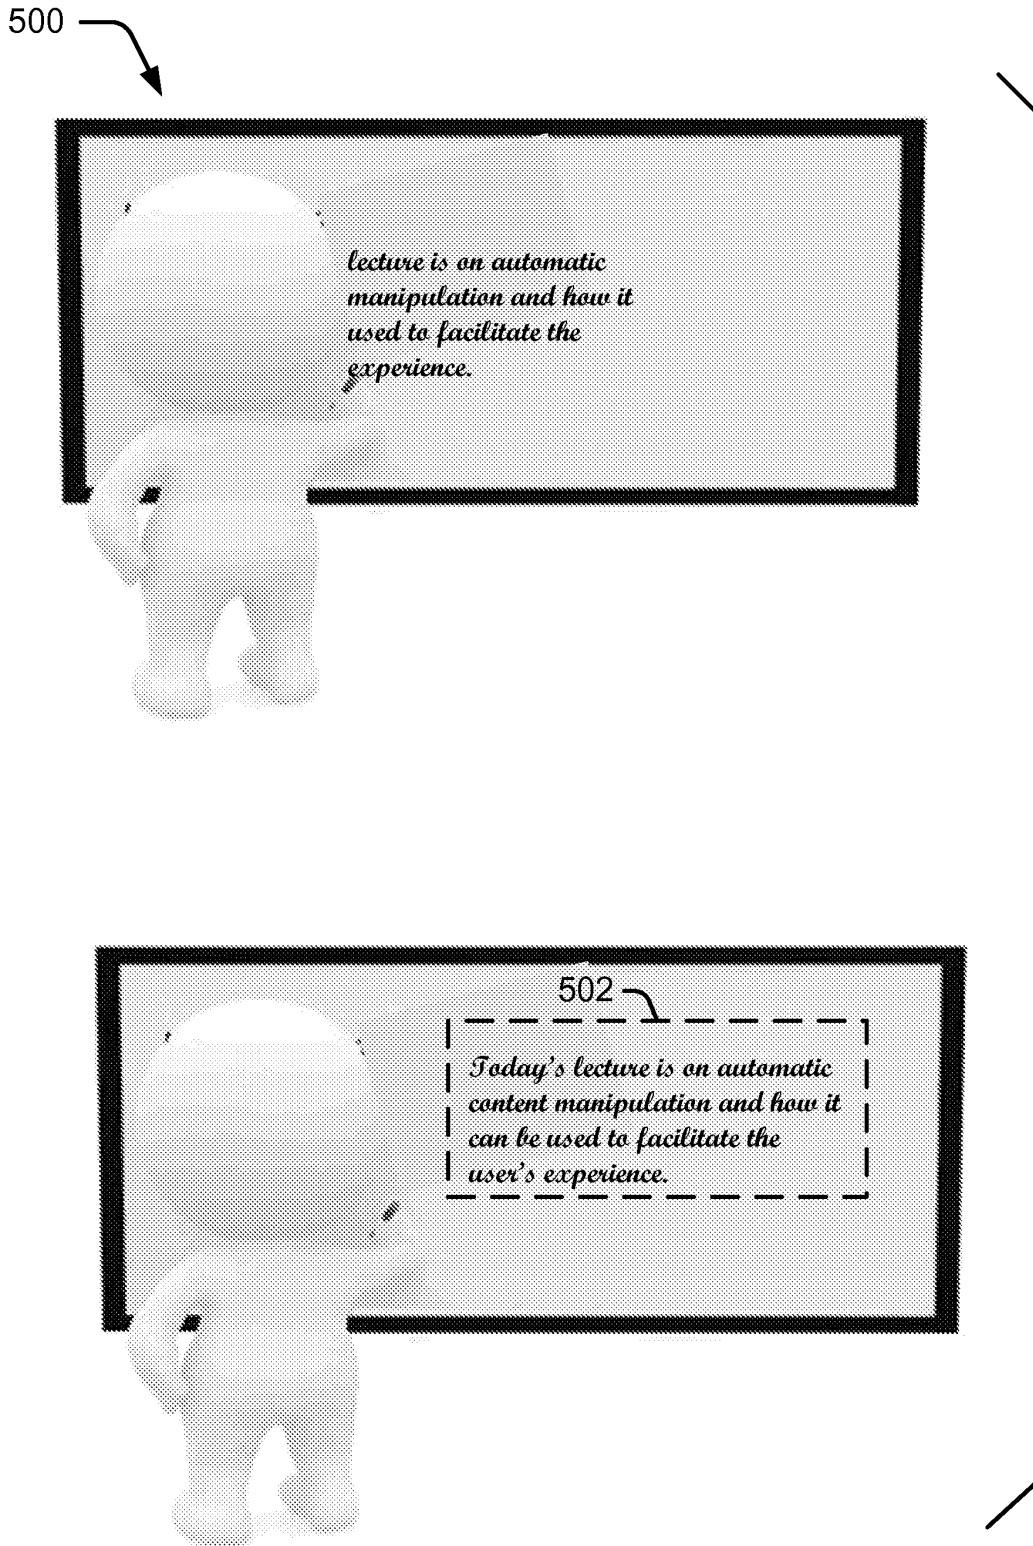 500
lecture is on automatic
manipulation and how it
used to facilitate the
experience.
502
Today's lecture is on automatic
content manipulation and how it
can be used to facilitate the
user's experience.